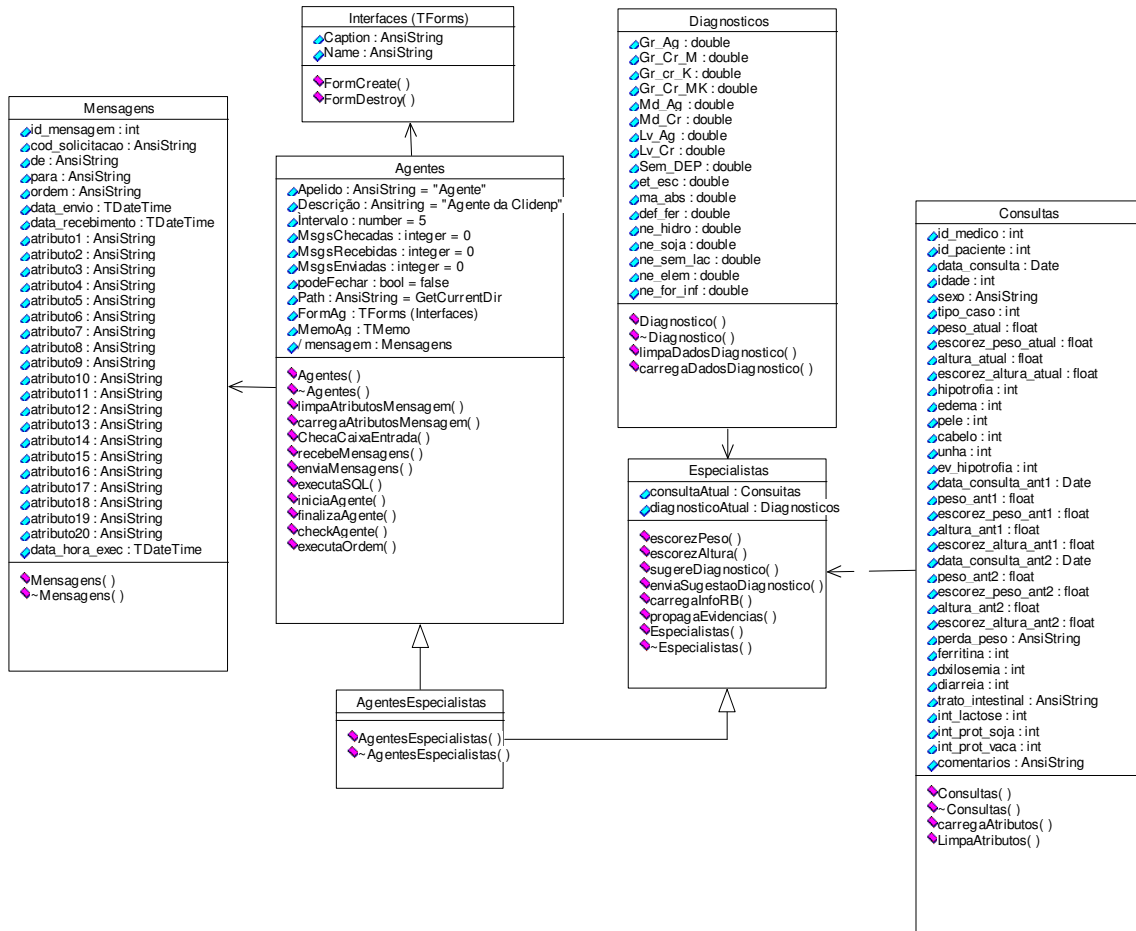 Interfaces (TForms)
Caption : AnsiString
Name : AnsiString
FormCreate( )
FormDestroy( )
Diagnosticos
Gr_Ag : double
Gr_Cr_M : double
Gr_cr_K : double
Gr_Cr_MK : double
Md_Ag : double
Md_Cr : double
Lv_Ag : double
Lv_Cr : double
Sem_DEP : double
et_esc : double
ma_abs : double
def_fer : double
ne_hidro : double
ne_soja : double
ne_sem_lac : double
ne_elem : double
ne_for_inf : double
Diagnostico( )
~Diagnostico( )
limpaDadosDiagnostico( )
carregaDadosDiagnostico( )
Mensagens
id_mensagem : int
cod_solicitacao : AnsiString
de : AnsiString
para : AnsiString
ordem : AnsiString
data_envio : TDateTime
data_recebimento : TDateTime
atributo1 : AnsiString
atributo2 : AnsiString
atributo3 : AnsiString
atributo4 : AnsiString
atributo5 : AnsiString
atributo6 : AnsiString
atributo7 : AnsiString
atributo8 : AnsiString
atributo9 : AnsiString
atributo10 : AnsiString
atributo11 : AnsiString
atributo12 : AnsiString
atributo13 : AnsiString
atributo14 : AnsiString
atributo15 : AnsiString
atributo16 : AnsiString
atributo17 : AnsiString
atributo18 : AnsiString
atributo19 : AnsiString
atributo20 : AnsiString
data_hora_exec : TDateTime
Mensagens( )
~Mensagens( )
Agentes
Apelido : AnsiString = "Agente"
Descrição : Ansitring = "Agente da Clidenp"
Intervalo : number = 5
MsgsChecadas : integer = 0
MsgsRecebidas : integer = 0
MsgsEnviadas : integer = 0
podeFechar : bool = false
Path : AnsiString = GetCurrentDir
FormAg : TForms (Interfaces)
MemoAg : TMemo
/ mensagem : Mensagens
Agentes( )
~Agentes( )
limpaAtributosMensagem( )
carregaAtributosMensagem( )
ChecaCaixaEntrada( )
recebeMensagens( )
enviaMensagens( )
executaSQL( )
iniciaAgente( )
finalizaAgente( )
checkAgente( )
executaOrdem( )
Consultas
id_medico : int
id_paciente : int
data_consulta : Date
idade : int
sexo : AnsiString
tipo_caso : int
peso_atual : float
escorez_peso_atual : float
altura_atual : float
escorez_altura_atual : float
hipotrofia : int
edema : int
pele : int
cabelo : int
unha : int
ev_hipotrofia : int
data_consulta_ant1 : Date
peso_ant1 : float
escorez_peso_ant1 : float
altura_ant1 : float
escorez_altura_ant1 : float
data_consulta_ant2 : Date
peso_ant2 : float
escorez_peso_ant2 : float
altura_ant2 : float
escorez_altura_ant2 : float
perda_peso : AnsiString
ferritina : int
dxilosemia : int
diarreia : int
trato_intestinal : AnsiString
int_lactose : int
int_prot_soja : int
int_prot_vaca : int
comentarios : AnsiString
Consultas( )
~Consultas( )
carregaAtributos( )
LimpaAtributos( )
Especialistas
consultaAtual : Consultas
diagnosticoAtual : Diagnosticos
escorezPeso( )
escorezAltura( )
sugereDiagnostico( )
enviaSugestaoDiagnostico( )
carregaInfoRB( )
propagaEvidencias( )
Especialistas( )
~Especialistas( )
AgentesEspecialistas
AgentesEspecialistas( )
~AgentesEspecialistas( )